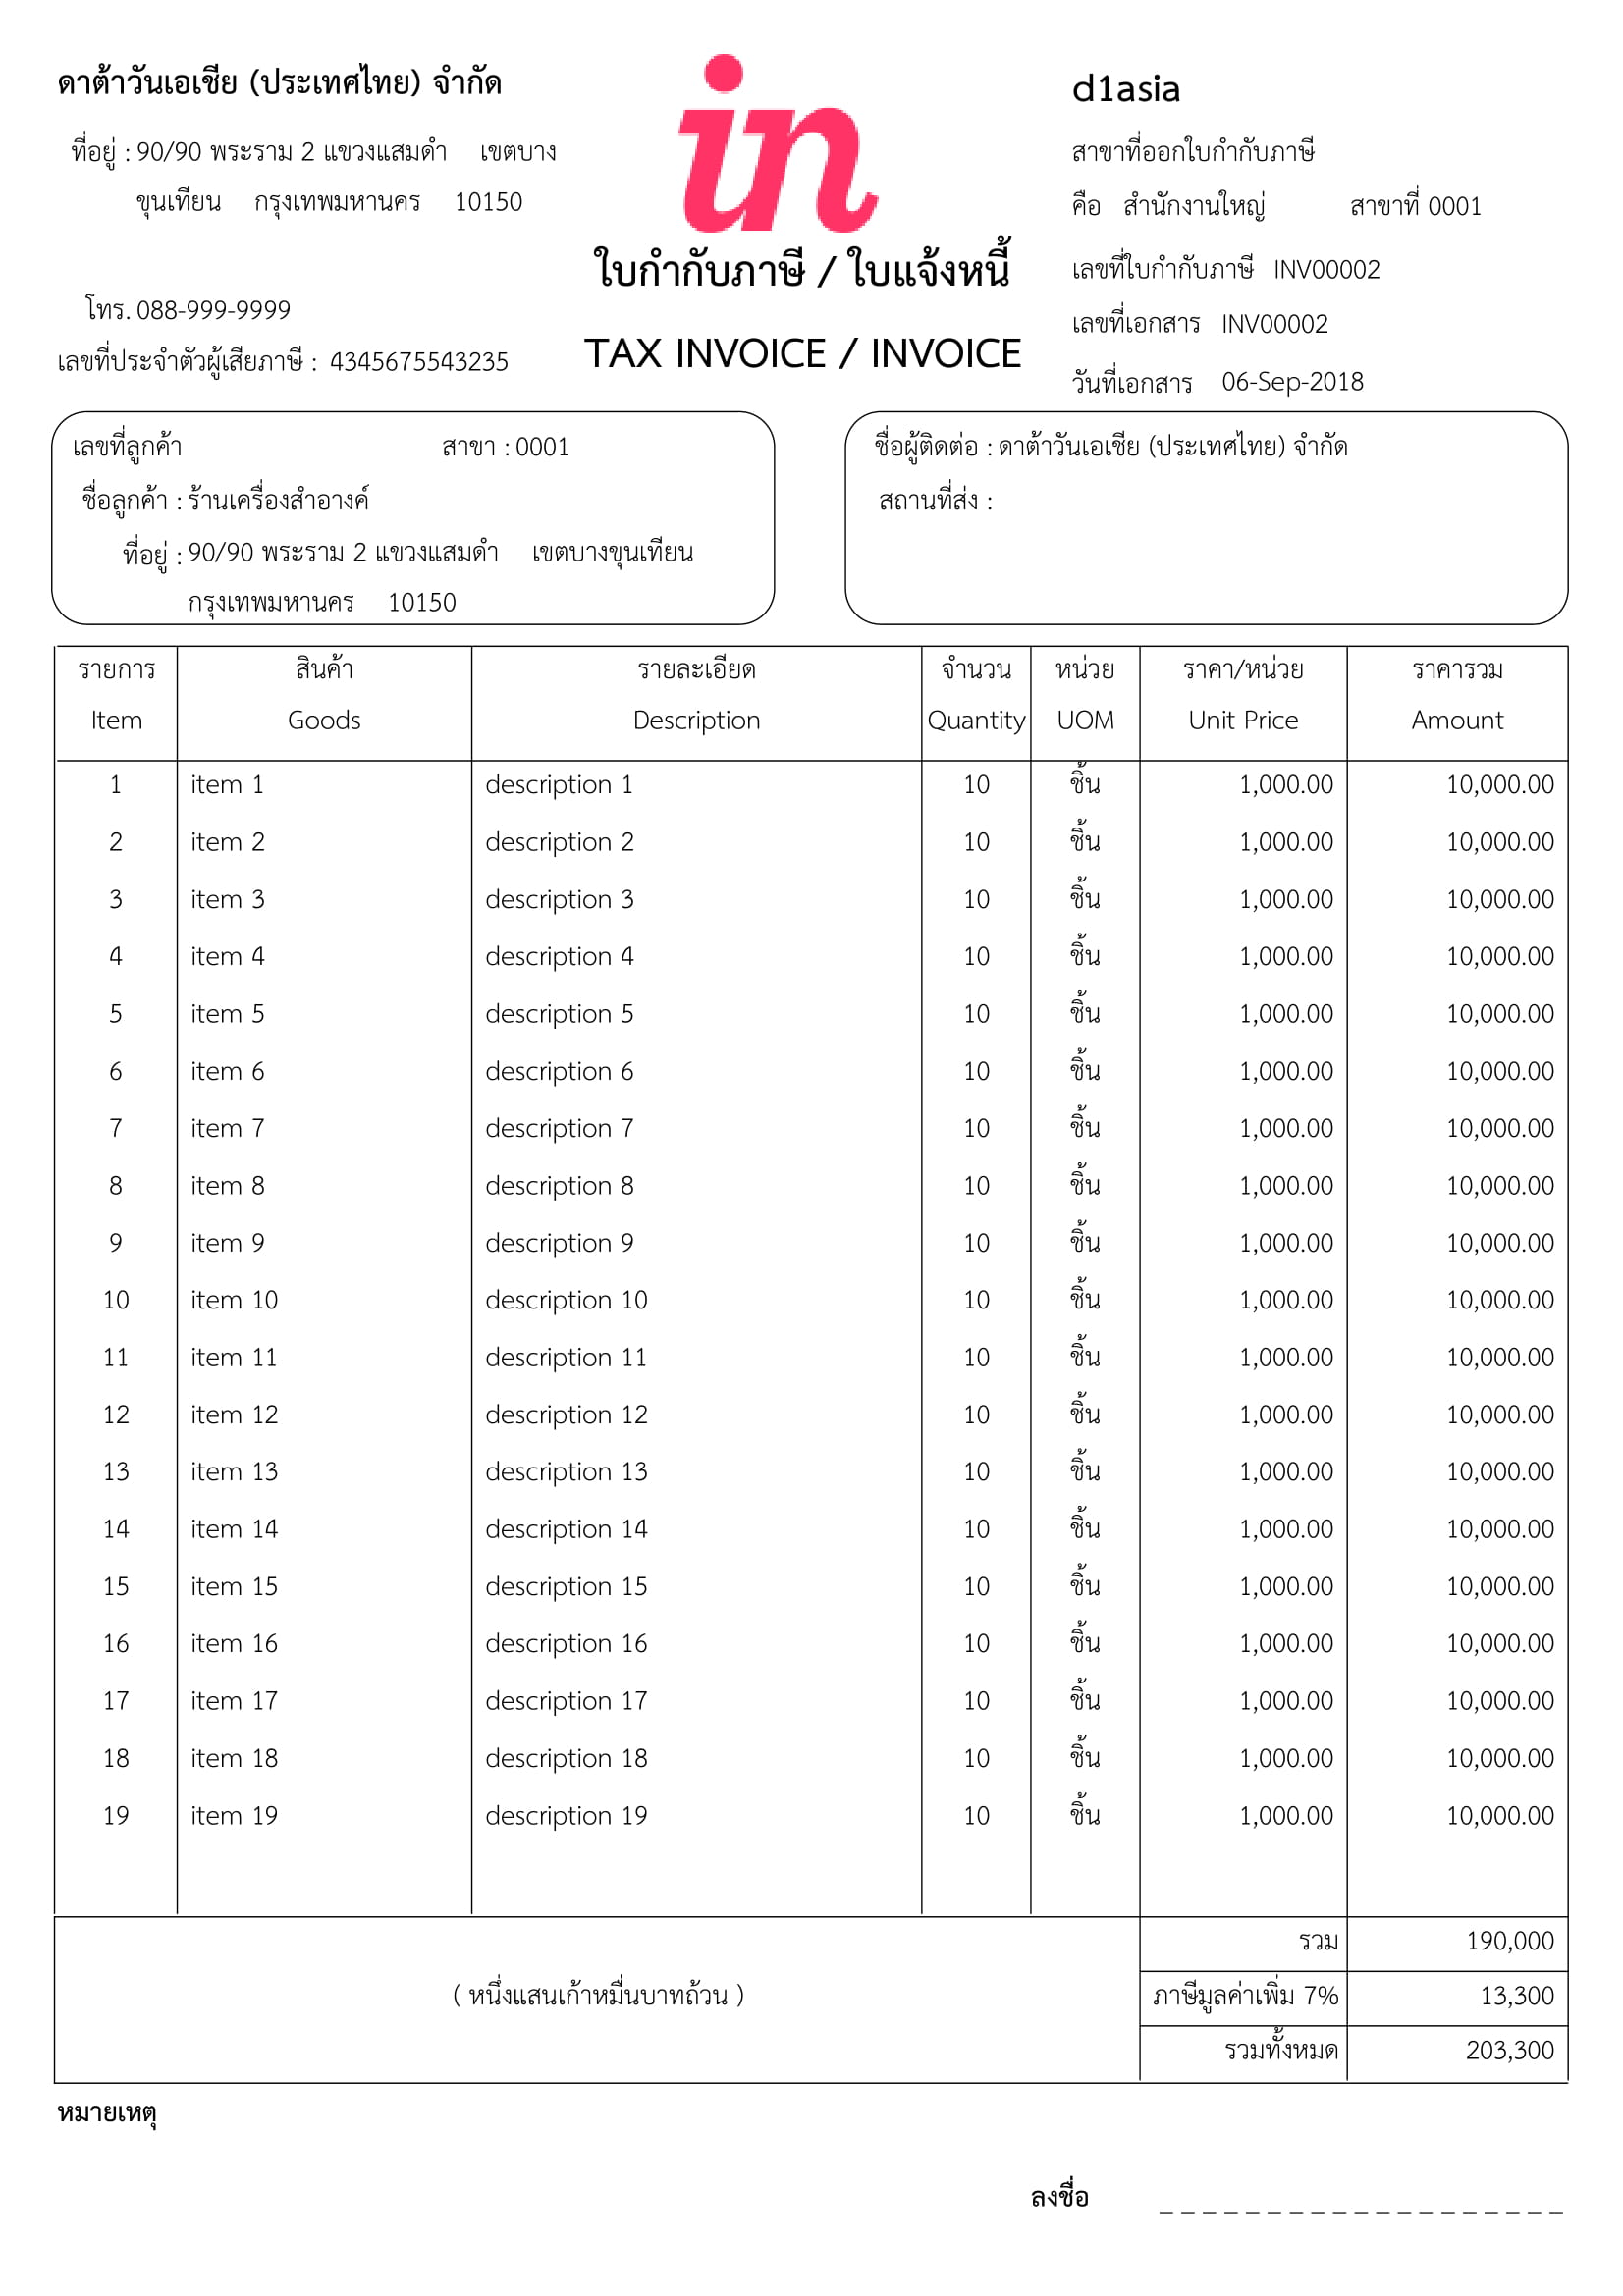 ดาต้าวันเอเชีย (ประเทศไทย) จำกัด
ที่อยู่ : 90/90 พระราม 2 แขวงแสมดำ เขตบาง
ขุนเทียน กรุงเทพมหานคร 10150
โทร. 088-999-9999
เลขที่ประจำตัวผู้เสียภาษี : 4345675543235
in
ใบกำกับภาษี / ใบแจ้งหนี้
TAX INVOICE / INVOICE
d1asia
สาขาที่ออกใบกำกับภาษี
คือ สำนักงานใหญ่ สาขาที่ 0001
เลขที่ใบกำกับภาษี INV00002
เลขที่เอกสาร INV00002
วันที่เอกสาร 06-Sep-2018
เลขที่ลูกค้า สาขา : 0001
ชื่อลูกค้า : ร้านเครื่องสำอางค์
ที่อยู่ : 90/90 พระราม 2 แขวงแสมดำ เขตบางขุนเทียน
กรุงเทพมหานคร 10150
ชื่อผู้ติดต่อ : ดาต้าวันเอเชีย (ประเทศไทย) จำกัด
สถานที่ส่ง :
รายการ สินค้า รายละเอียด จำนวน หน่วย ราคา/หน่วย ราคารวม
Item Goods Description Quantity UOM Unit Price Amount
1 item 1 description 1 10 ชิ้น 1,000.00 10,000.00
2 item 2 description 2 10 ชิ้น 1,000.00 10,000.00
3 item 3 description 3 10 ชิ้น 1,000.00 10,000.00
4 item 4 description 4 10 ชิ้น 1,000.00 10,000.00
5 item 5 description 5 10 ชิ้น 1,000.00 10,000.00
6 item 6 description 6 10 ชิ้น 1,000.00 10,000.00
7 item 7 description 7 10 ชิ้น 1,000.00 10,000.00
8 item 8 description 8 10 ชิ้น 1,000.00 10,000.00
9 item 9 description 9 10 ชิ้น 1,000.00 10,000.00
10 item 10 description 10 10 ชิ้น 1,000.00 10,000.00
11 item 11 description 11 10 ชิ้น 1,000.00 10,000.00
12 item 12 description 12 10 ชิ้น 1,000.00 10,000.00
13 item 13 description 13 10 ชิ้น 1,000.00 10,000.00
14 item 14 description 14 10 ชิ้น 1,000.00 10,000.00
15 item 15 description 15 10 ชิ้น 1,000.00 10,000.00
16 item 16 description 16 10 ชิ้น 1,000.00 10,000.00
17 item 17 description 17 10 ชิ้น 1,000.00 10,000.00
18 item 18 description 18 10 ชิ้น 1,000.00 10,000.00
19 item 19 description 19 10 ชิ้น 1,000.00 10,000.00
รวม 190,000
( หนึ่งแสนเก้าหมื่นบาทถ้วน ) ภาษีมูลค่าเพิ่ม 7% 13,300
รวมทั้งหมด 203,300
หมายเหตุ
ลงชื่อ